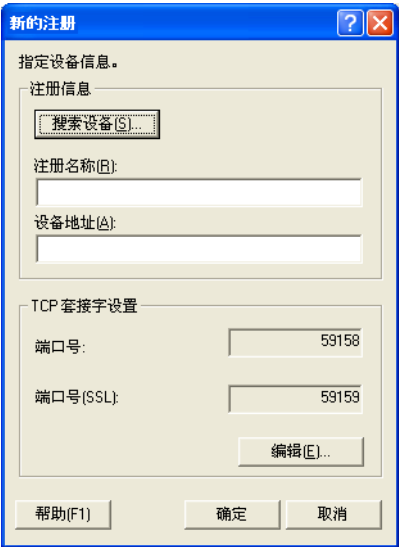 新的注册
指定设备信息。
注册信息
搜索设备(S)...
注册名称(R):
设备地址(A):
TCP 套接字设置
端口号: 59158
端口号(SSL): 59159
编辑(E)...
帮助(F1) 确定 取消